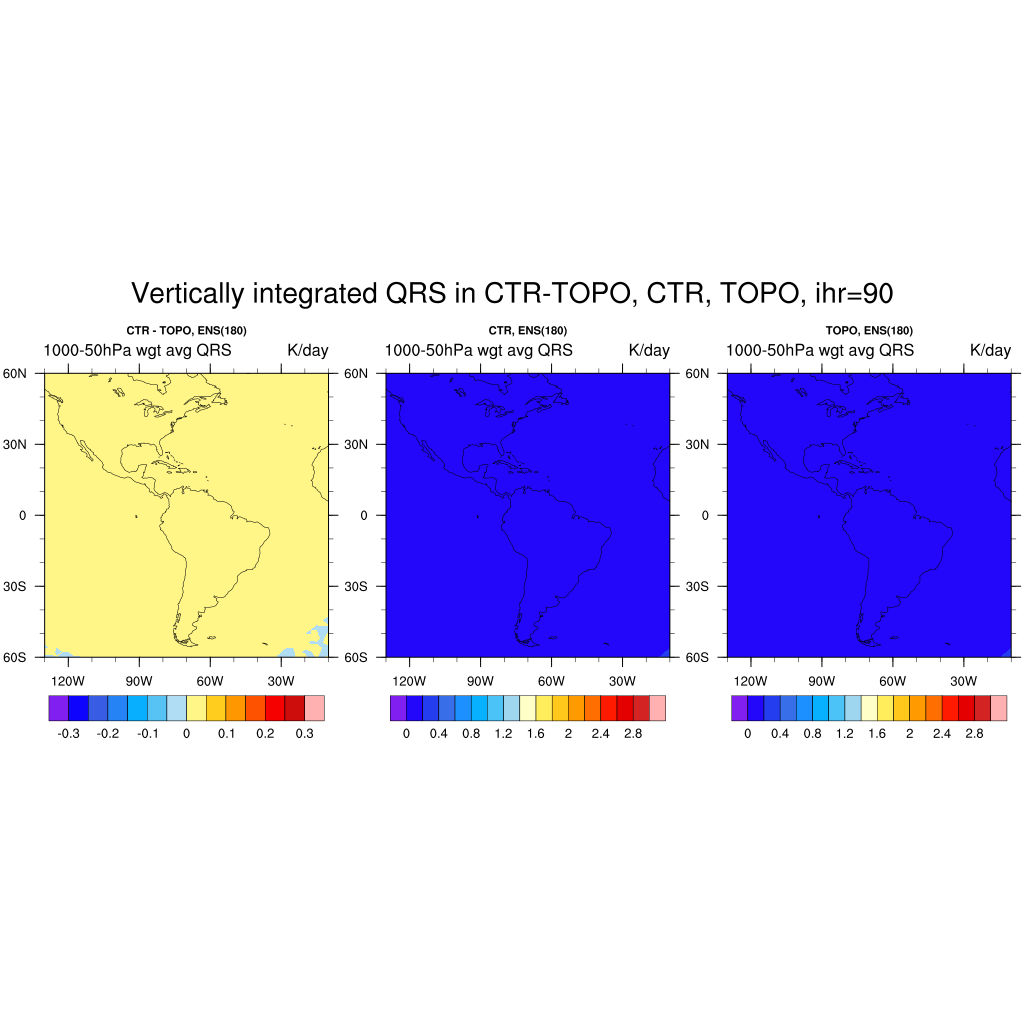 Vertically integrated QRS in CTR-TOPO, CTR, TOPO, ihr=90
CTR - TOPO, ENS(180)
1000-50hPa wgt avg QRS K/day
60N
30N
0
30S
60S
120W 90W 60W 30W
-0.3 -0.2 -0.1 0 0.1 0.2 0.3
CTR, ENS(180)
1000-50hPa wgt avg QRS K/day
60N
30N
0
30S
60S
120W 90W 60W 30W
0 0.4 0.8 1.2 1.6 2 2.4 2.8
TOPO, ENS(180)
1000-50hPa wgt avg QRS K/day
60N
30N
0
30S
60S
120W 90W 60W 30W
0 0.4 0.8 1.2 1.6 2 2.4 2.8